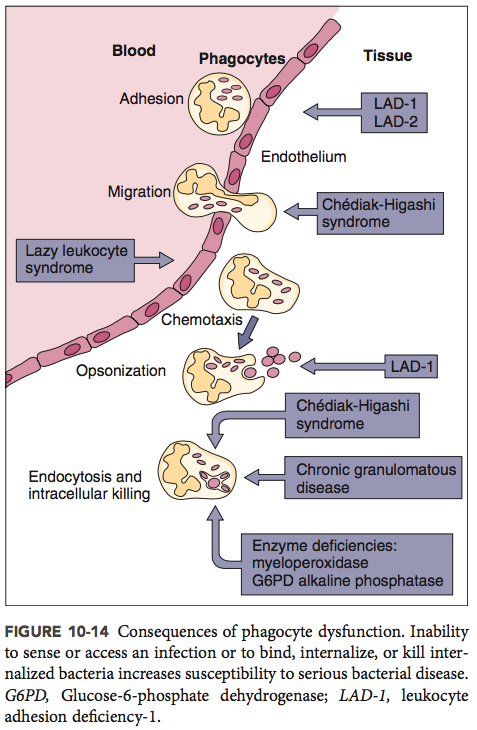 Blood
Phagocytes
Tissue
Adhesion
LAD-1
LAD-2
Endothelium
Migration
Chédiak-Higashi
syndrome
Lazy leukocyte
syndrome
Chemotaxis
Opsonization
LAD-1
Chédiak-Higashi
syndrome
Endocytosis and
intracellular killing
Chronic granulomatous
disease
Enzyme deficiencies:
myeloperoxidase
G6PD alkaline phosphatase
FIGURE 10-14 Consequences of phagocyte dysfunction. Inability
to sense or access an infection or to bind, internalize, or kill inter-
nalized bacteria increases susceptibility to serious bacterial disease.
G6PD, Glucose-6-phosphate dehydrogenase; LAD-1, leukocyte
adhesion deficiency-1.